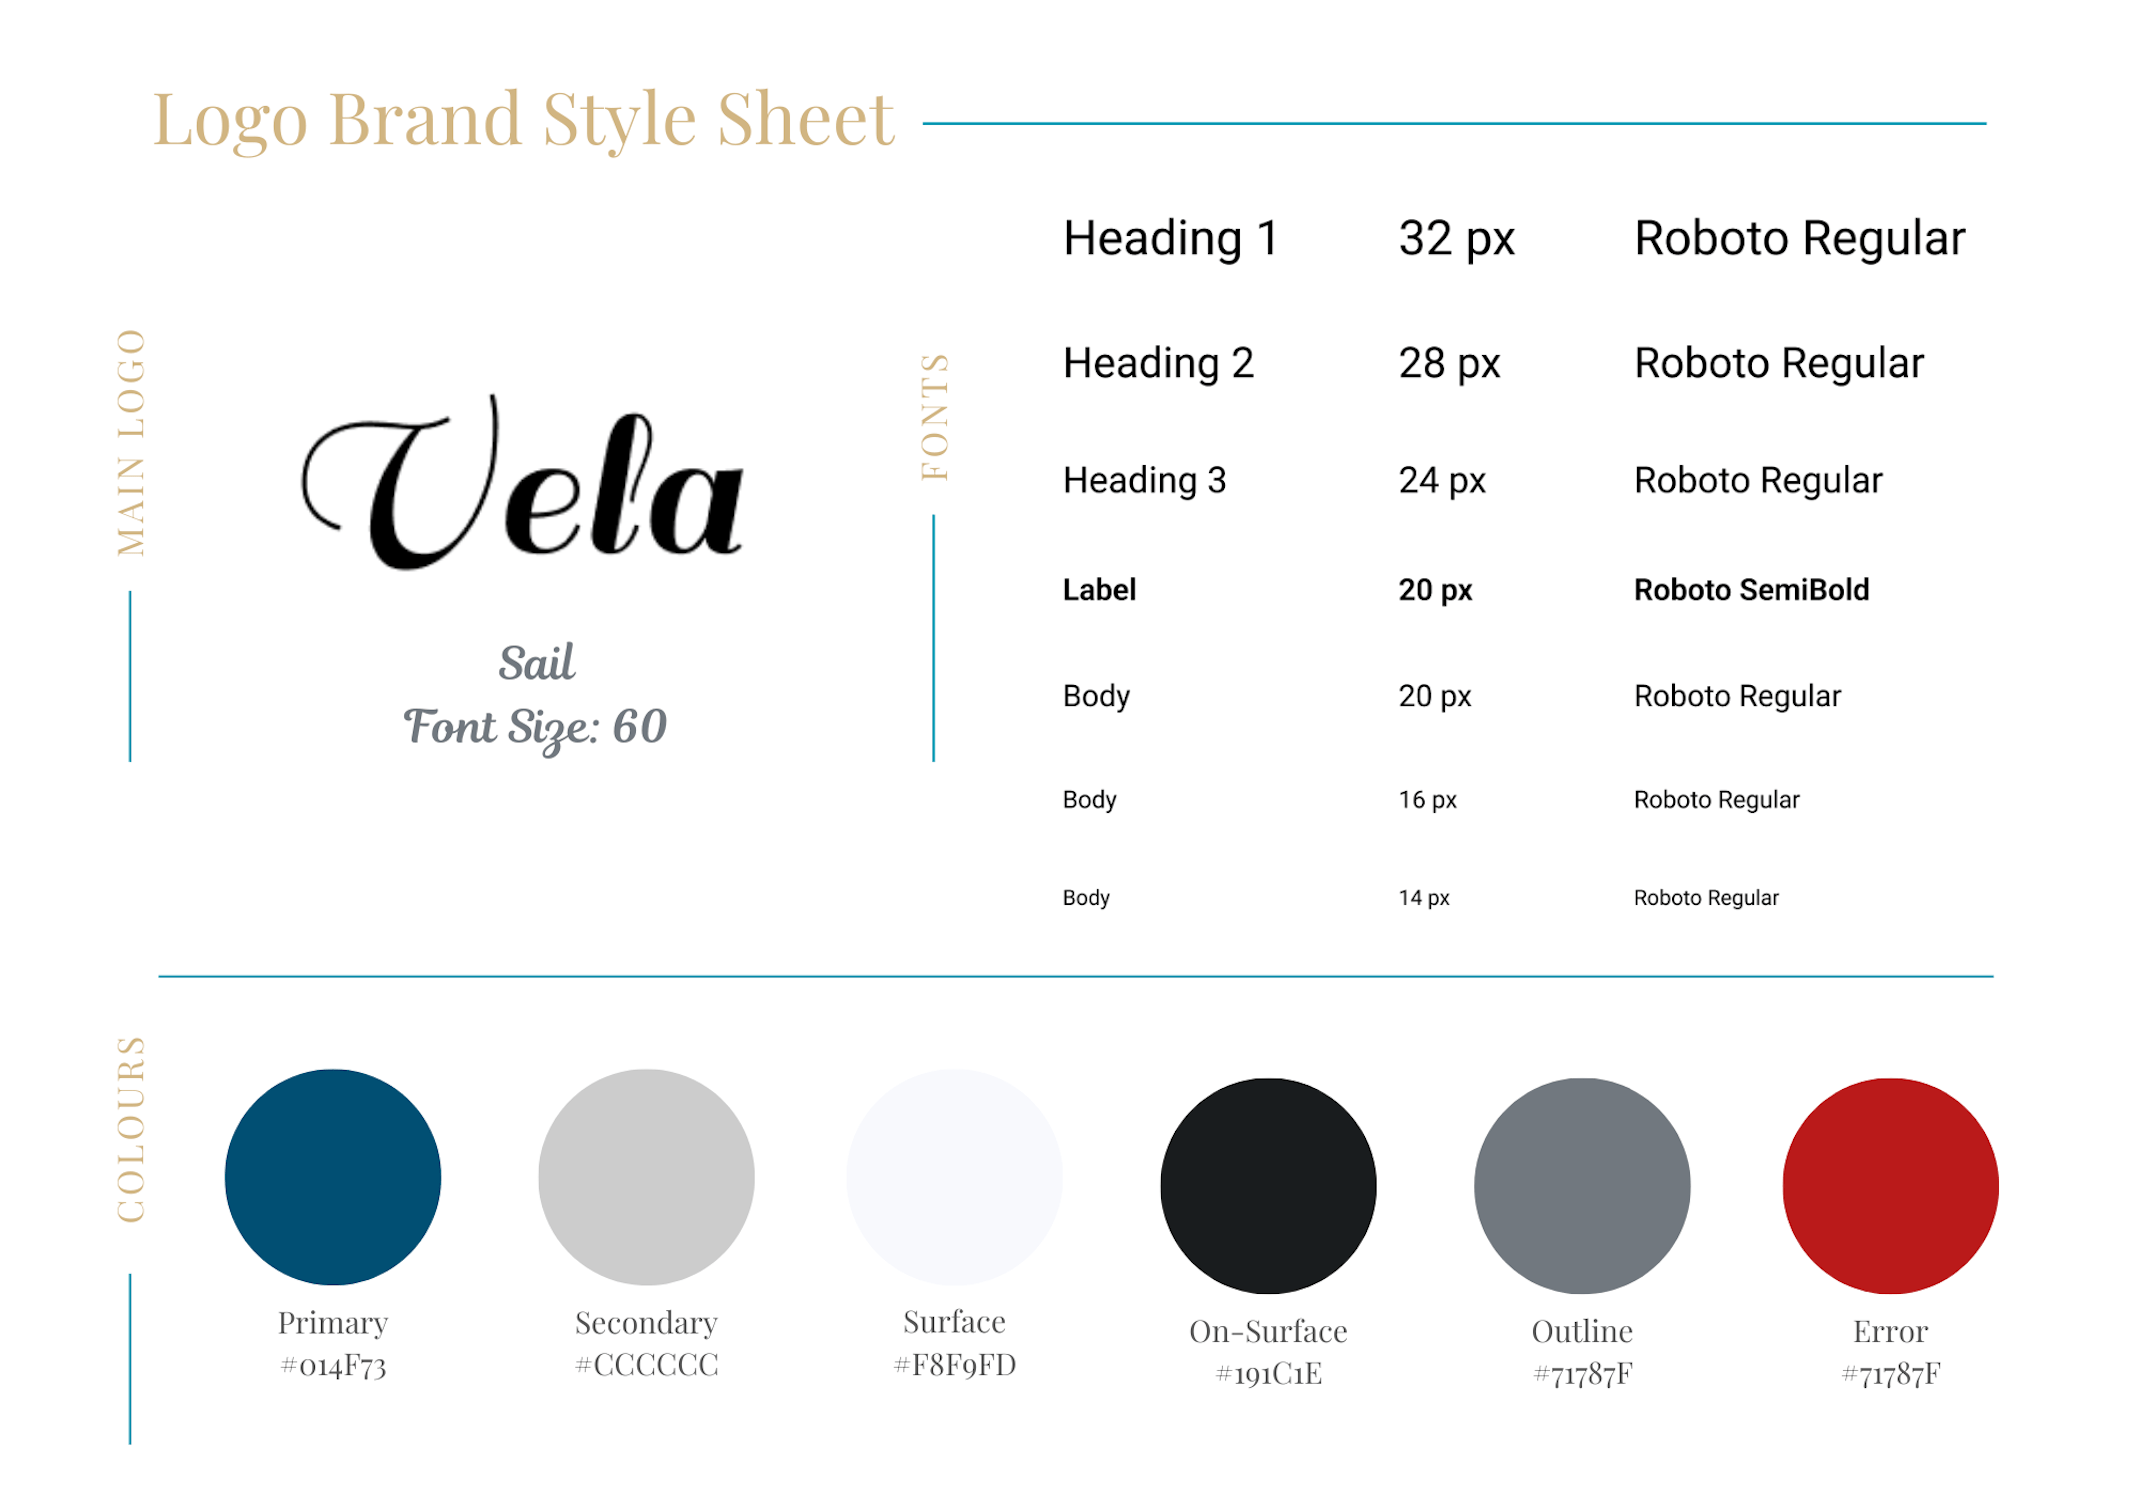 Logo Brand Style Sheet
MAIN LOGO
Vela
Sail
Font Size: 60
FONTS
Heading 1 32 px Roboto Regular
Heading 2 28 px Roboto Regular
Heading 3 24 px Roboto Regular
Label 20 px Roboto SemiBold
Body 20 px Roboto Regular
Body 16 px Roboto Regular
Body 14 px Roboto Regular
COLOURS
Primary
#014F73
Secondary
#CCCCCC
Surface
#F8F9FD
On-Surface
#191C1E
Outline
#71787F
Error
#71787F